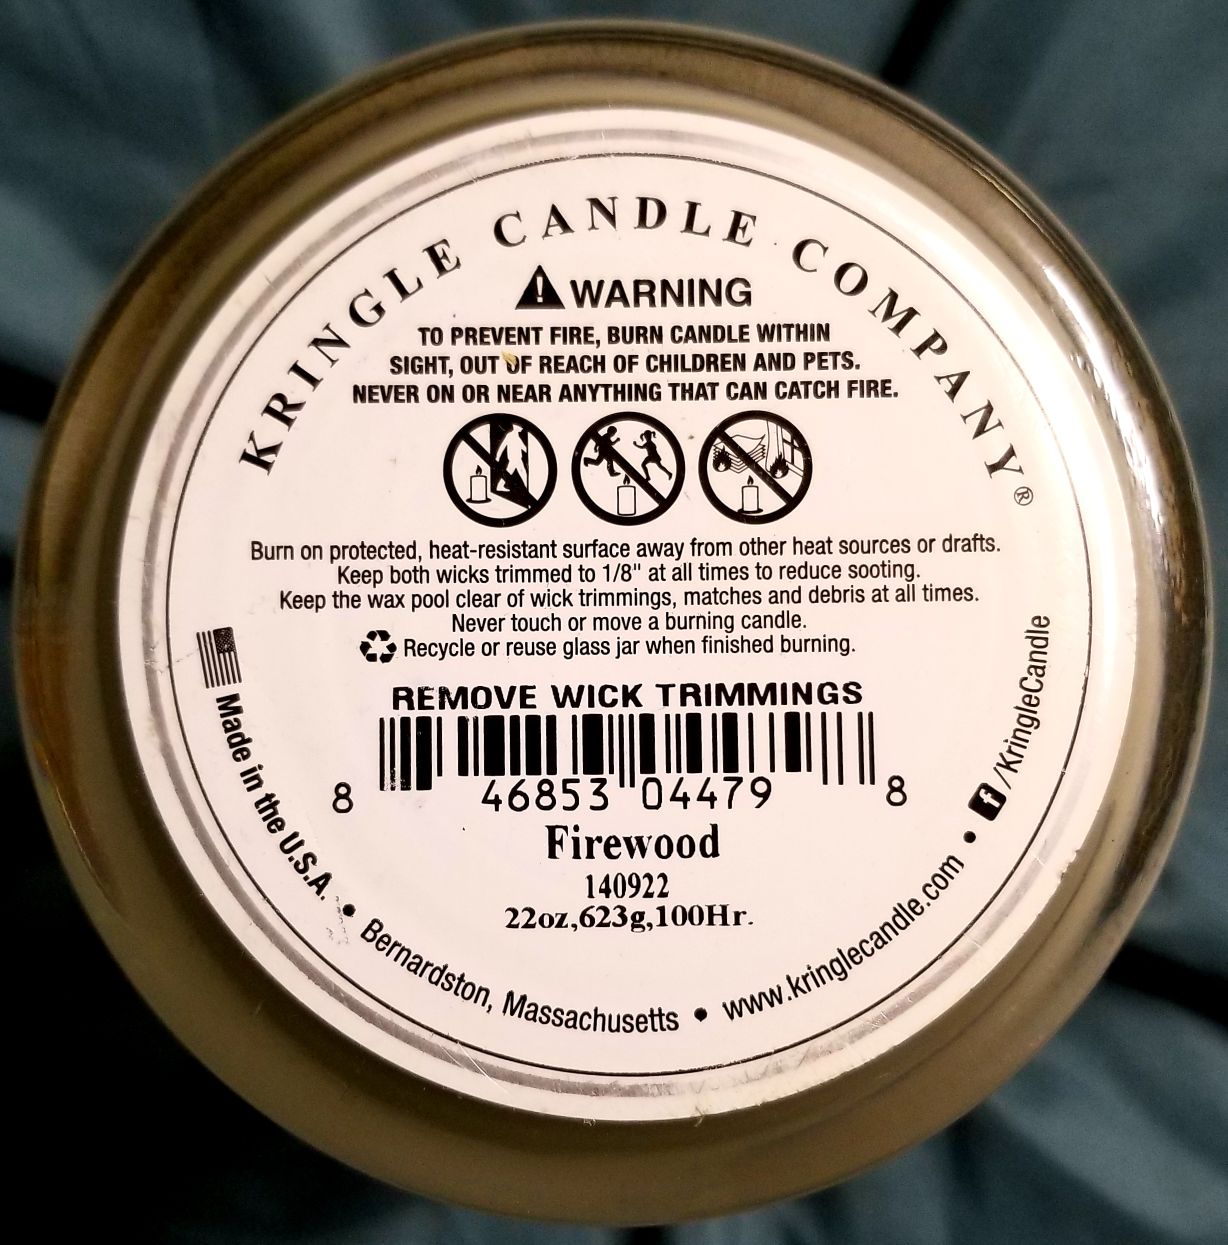 KRINGLE CANDLE COMPANY®
WARNING
TO PREVENT FIRE, BURN CANDLE WITHIN
SIGHT, OUT OF REACH OF CHILDREN AND PETS.
NEVER ON OR NEAR ANYTHING THAT CAN CATCH FIRE.
Burn on protected, heat-resistant surface away from other heat sources or drafts.
Keep both wicks trimmed to 1/8" at all times to reduce sooting.
Keep the wax pool clear of wick trimmings, matches and debris at all times.
Never touch or move a burning candle.
Recycle or reuse glass jar when finished burning.
REMOVE WICK TRIMMINGS
8 46853 04479 8
Firewood
140922
22oz,623g,100Hr.
Made in the U.S.A. • Bernardston, Massachusetts • www.kringlecandle.com • f/KringleCandle